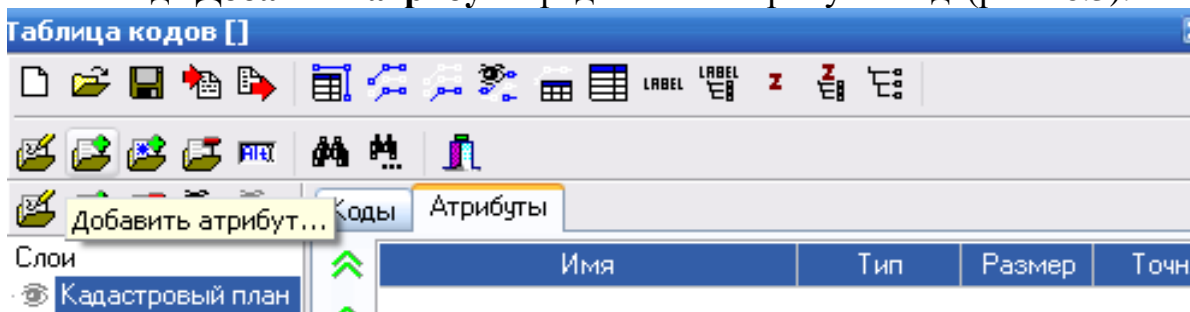 Таблица кодов []
LABEL LABEL Z Z
Добавить атрибут... Коды Атрибуты
Слои Имя Тип Размер Точн
Кадастровый план